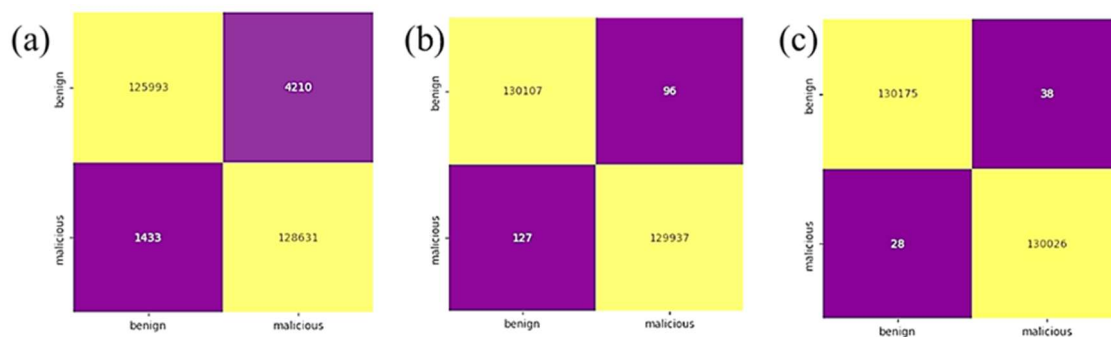 (a)
benign
125993 4210
malicious
1433 128631
benign malicious
(b)
benign
130107 96
malicious
127 129937
benign malicious
(c)
benign
130175 38
malicious
28 130026
benign malicious